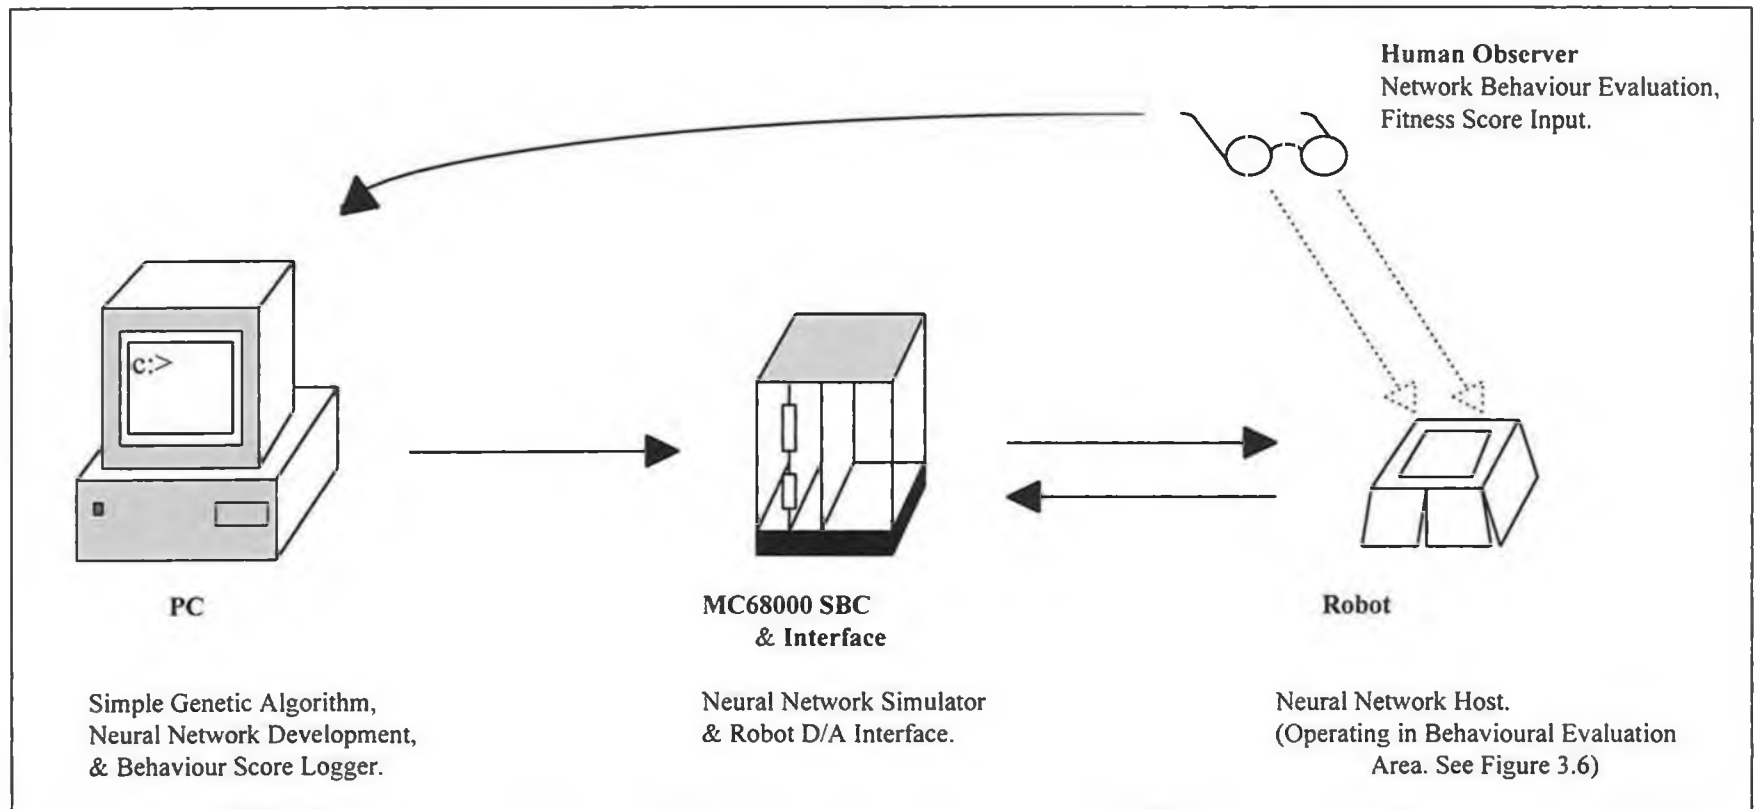 Human Observer
Network Behaviour Evaluation,
Fitness Score Input.
c:>
PC
MC68000 SBC
& Interface
Robot
Simple Genetic Algorithm,
Neural Network Development,
& Behaviour Score Logger.
Neural Network Simulator
& Robot D/A Interface.
Neural Network Host.
(Operating in Behavioural Evaluation
Area. See Figure 3.6)